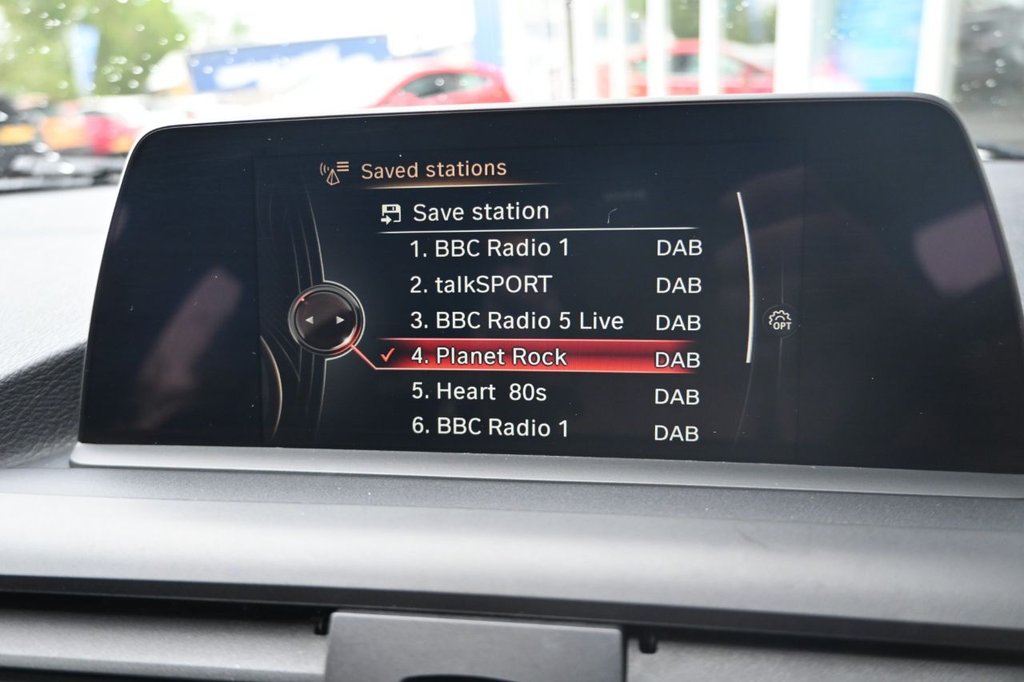 Saved stations
Save station
1. BBC Radio 1 DAB
2. talkSPORT DAB
3. BBC Radio 5 Live DAB
4. Planet Rock DAB
OPT
5. Heart 80s DAB
6. BBC Radio 1 DAB